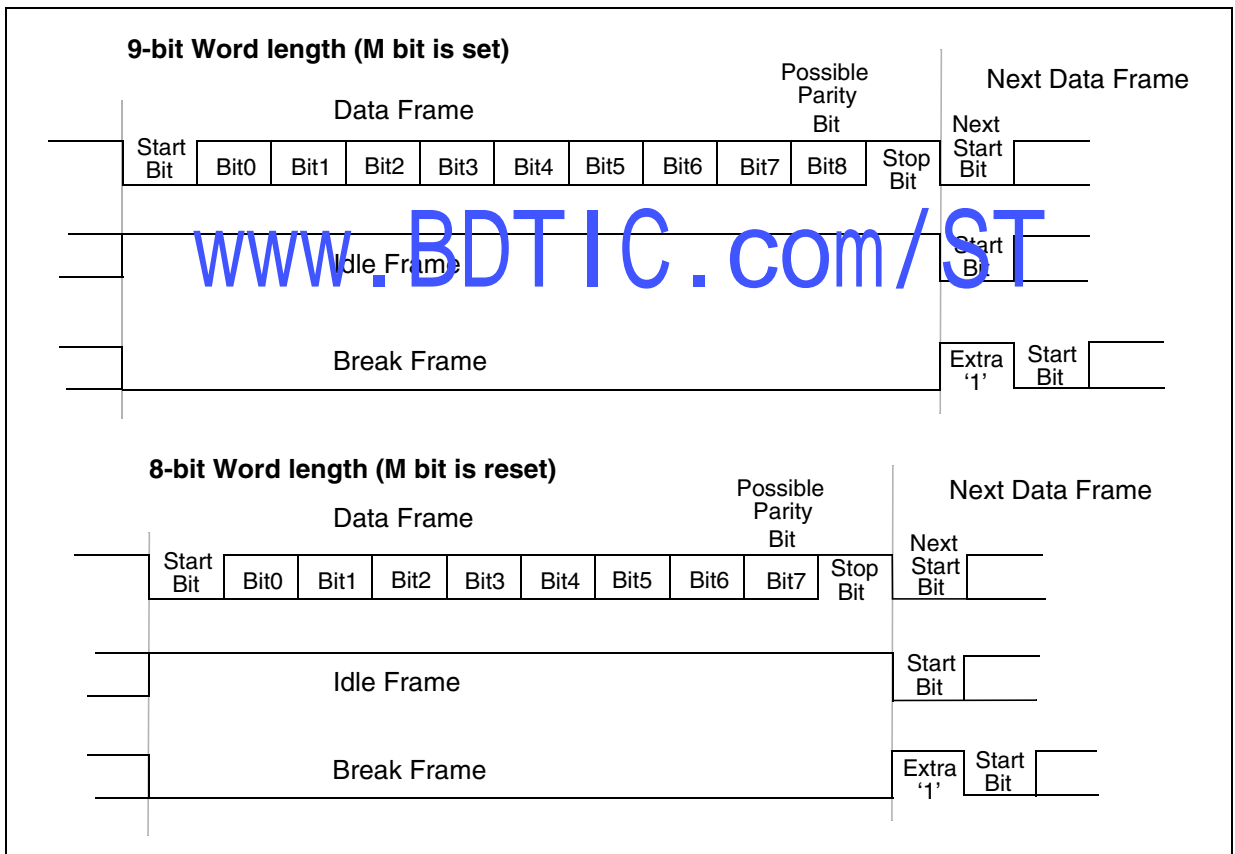 9-bit Word length (M bit is set)
Possible
Parity
Bit
Next Data Frame
Data Frame
Start
Bit
Bit0
Bit1
Bit2
Bit3
Bit4
Bit5
Bit6
Bit7
Bit8
Stop
Bit
Next
Start
Bit
www.BDTIC.com/ST
Idle Frame
Start
Bit
Break Frame
Extra
‘1’
Start
Bit
8-bit Word length (M bit is reset)
Possible
Parity
Bit
Next Data Frame
Data Frame
Start
Bit
Bit0
Bit1
Bit2
Bit3
Bit4
Bit5
Bit6
Bit7
Stop
Bit
Next
Start
Bit
Idle Frame
Start
Bit
Break Frame
Extra
‘1’
Start
Bit